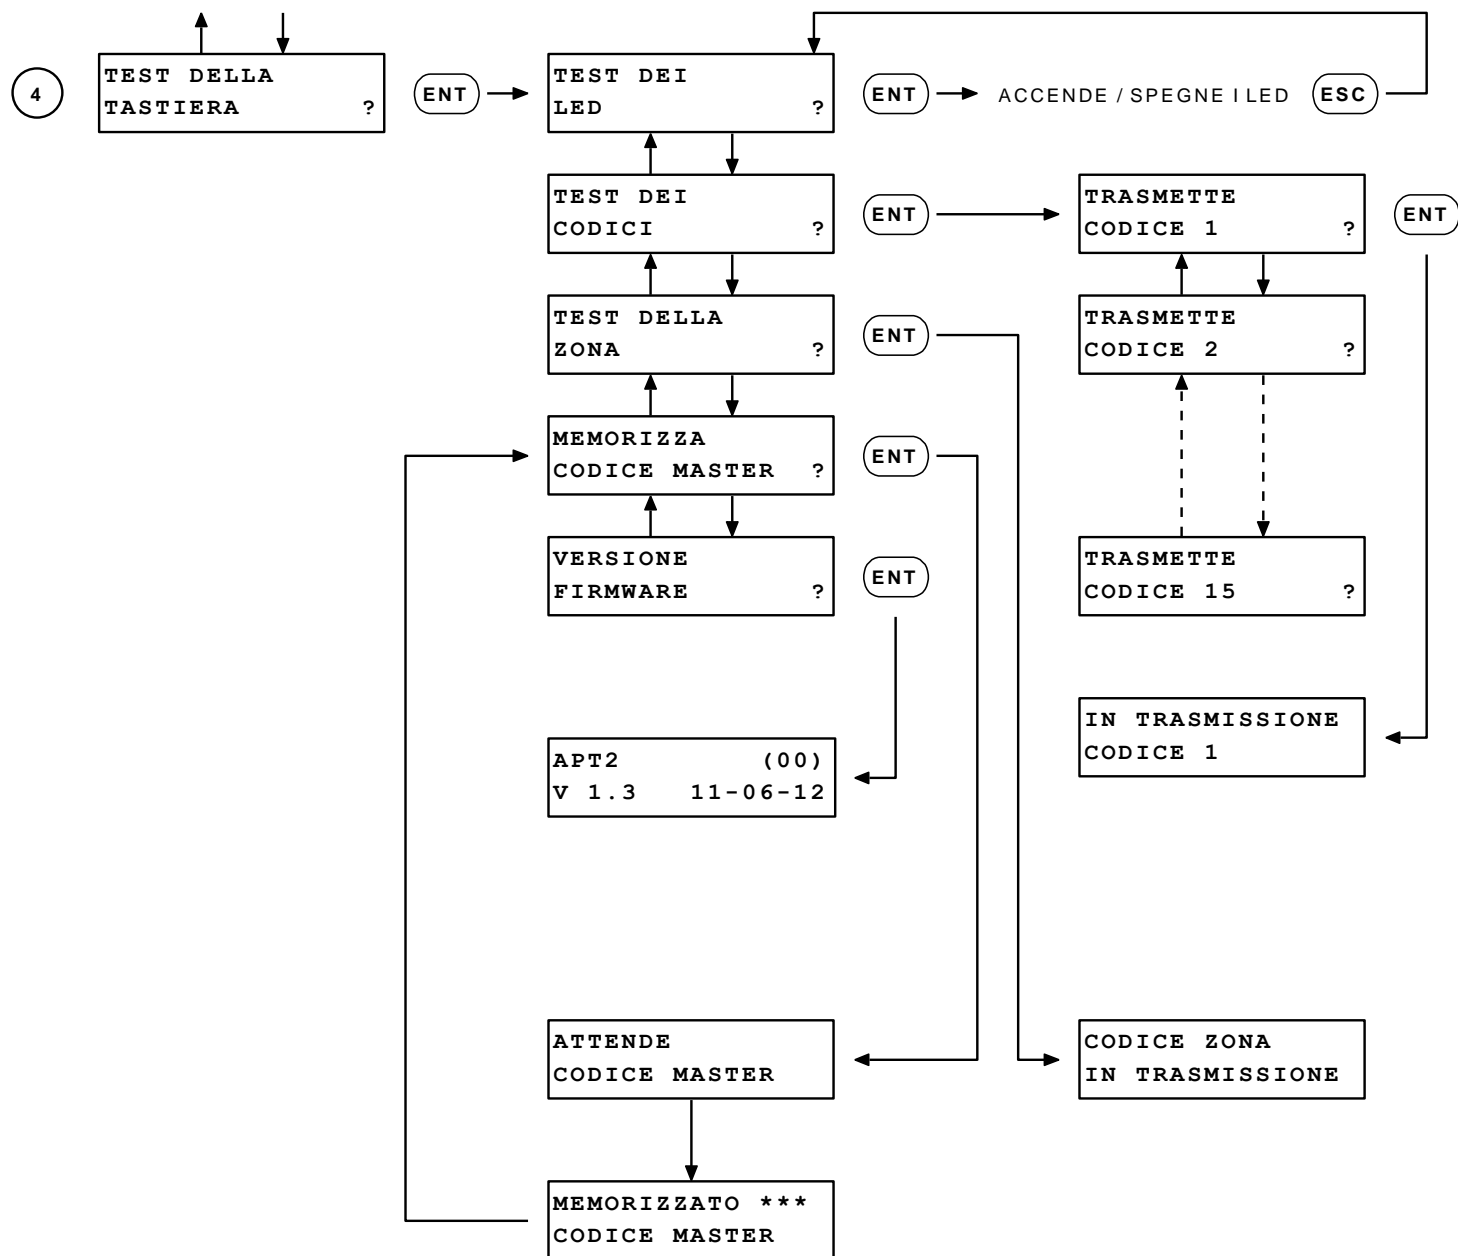 4
TEST DELLA
TASTIERA ?
ENT
TEST DEI
LED ?
ENT
ACCENDE / SPEGNE I LED
ESC
TEST DEI
CODICI ?
ENT
TRASMETTE
CODICE 1 ?
ENT
TEST DELLA
ZONA ?
ENT
TRASMETTE
CODICE 2 ?
MEMORIZZA
CODICE MASTER ?
ENT
VERSIONE
FIRMWARE ?
ENT
TRASMETTE
CODICE 15 ?
IN TRASMISSIONE
CODICE 1
APT2 (00)
V 1.3 11-06-12
ATTENDE
CODICE MASTER
CODICE ZONA
IN TRASMISSIONE
MEMORIZZATO ***
CODICE MASTER